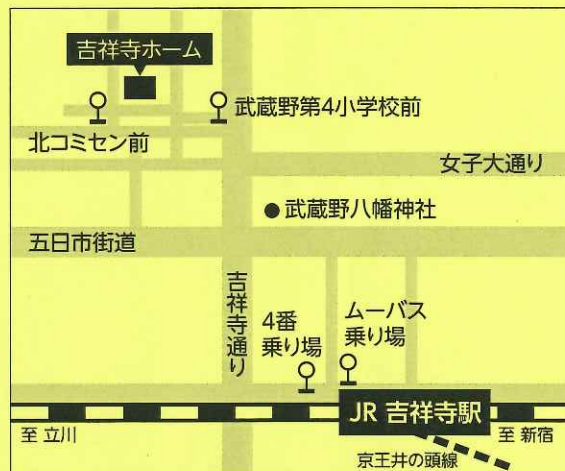 吉祥寺ホーム
武蔵野第4小学校前
北コミセン前
女子大通り
武蔵野八幡神社
五日市街道
吉祥寺通り
4番
乗り場
ムーバス
乗り場
JR 吉祥寺駅
至 立川
至 新宿
京王井の頭線